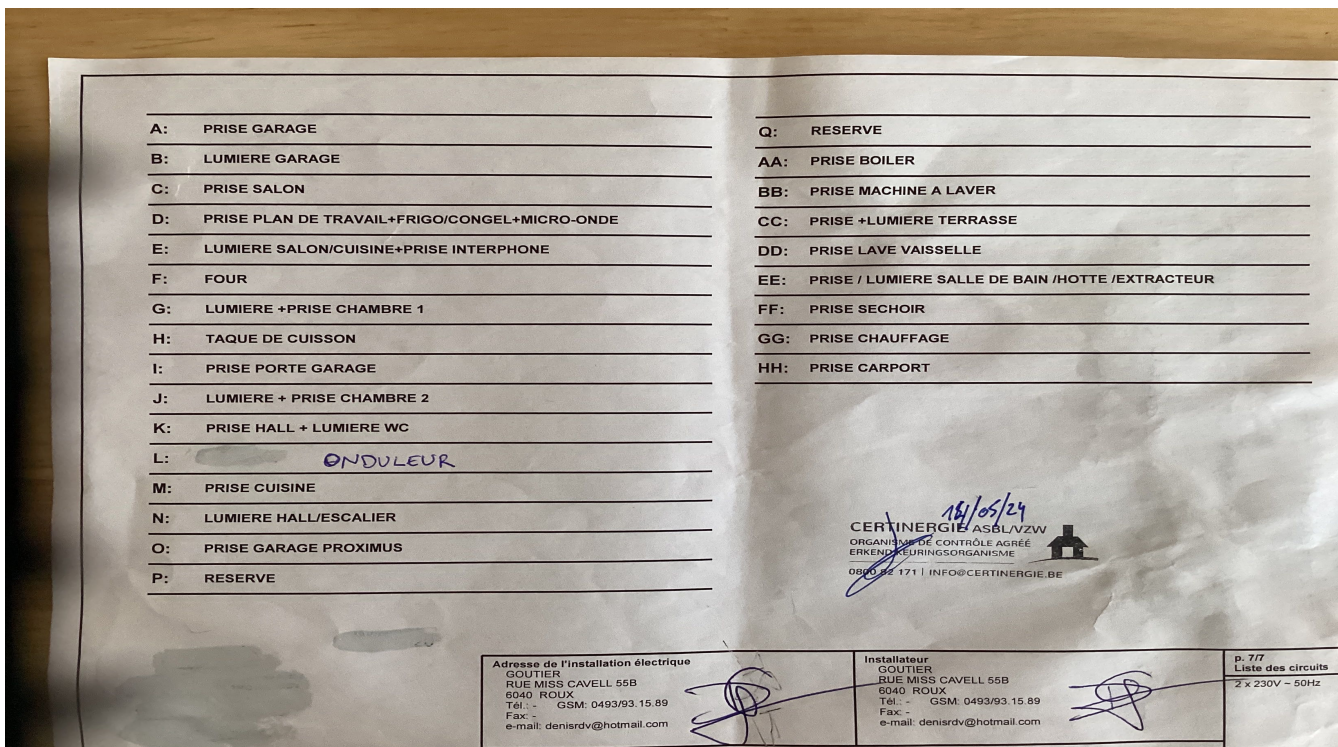 A: PRISE GARAGE
B: LUMIERE GARAGE
C: PRISE SALON
D: PRISE PLAN DE TRAVAIL+FRIGO/CONGEL+MICRO-ONDE
E: LUMIERE SALON/CUISINE+PRISE INTERPHONE
F: FOUR
G: LUMIERE +PRISE CHAMBRE 1
H: TAQUE DE CUISSON
I: PRISE PORTE GARAGE
J: LUMIERE + PRISE CHAMBRE 2
K: PRISE HALL + LUMIERE WC
L: ONDULEUR
M: PRISE CUISINE
N: LUMIERE HALL/ESCALIER
O: PRISE GARAGE PROXIMUS
P: RESERVE
Q: RESERVE
AA: PRISE BOILER
BB: PRISE MACHINE A LAVER
CC: PRISE +LUMIERE TERRASSE
DD: PRISE LAVE VAISSELLE
EE: PRISE / LUMIERE SALLE DE BAIN /HOTTE /EXTRACTEUR
FF: PRISE SECHOIR
GG: PRISE CHAUFFAGE
HH: PRISE CARPORT
/05/24
CERTINERGIE ASBL/VZW
ORGANISME DE CONTRÔLE AGRÉÉ
ERKEND KEURINGSORGANISME
0800 82 171 | INFO@CERTINERGIE.BE
Adresse de l'installation électrique
GOUTIER
RUE MISS CAVELL 55B
6040 ROUX
Tél.: - GSM: 0493/93.15.89
Fax: -
e-mail: denisrdv@hotmail.com
Installateur
GOUTIER
RUE MISS CAVELL 55B
6040 ROUX
Tél.: - GSM: 0493/93.15.89
Fax: -
e-mail: denisrdv@hotmail.com
p. 7/7
Liste des circuits
2 x 230V ~ 50Hz